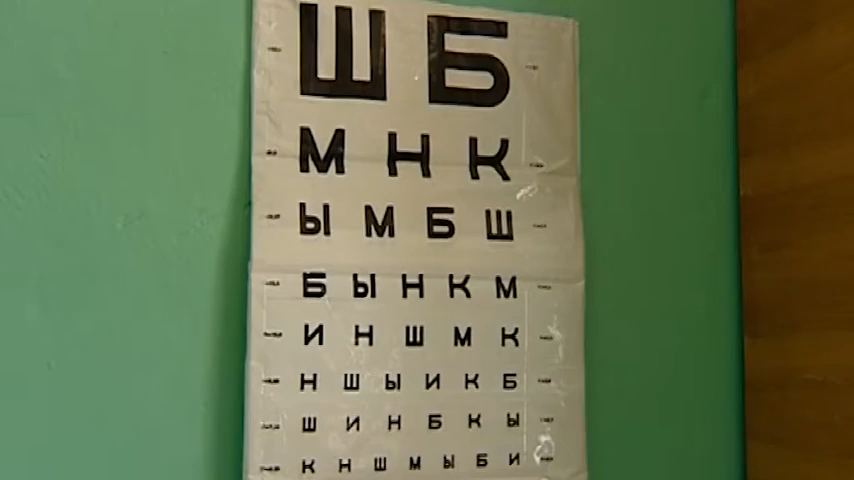 Ш Б
М Н К
Ы М Б Ш
Б Ы Н К М
И Н Ш М К
Н Ш Ы И К Б
Ш И Н Б К Ы
К Н Ш М Ы Б И